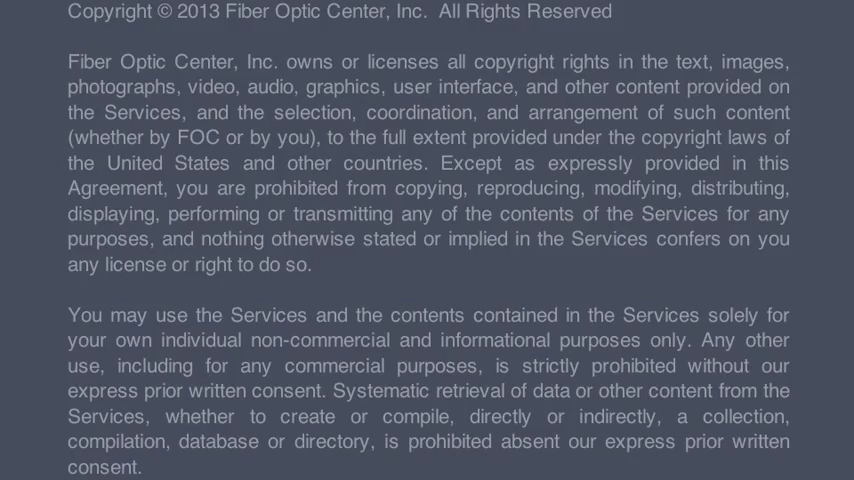 Copyright © 2013 Fiber Optic Center, Inc.  All Rights Reserved
Fiber Optic Center, Inc. owns or licenses all copyright rights in the text, images,
photographs, video, audio, graphics, user interface, and other content provided on
the Services, and the selection, coordination, and arrangement of such content
(whether by FOC or by you), to the full extent provided under the copyright laws of
the United States and other countries. Except as expressly provided in this
Agreement, you are prohibited from copying, reproducing, modifying, distributing,
displaying, performing or transmitting any of the contents of the Services for any
purposes, and nothing otherwise stated or implied in the Services confers on you
any license or right to do so.
You may use the Services and the contents contained in the Services solely for
your own individual non-commercial and informational purposes only. Any other
use, including for any commercial purposes, is strictly prohibited without our
express prior written consent. Systematic retrieval of data or other content from the
Services, whether to create or compile, directly or indirectly, a collection,
compilation, database or directory, is prohibited absent our express prior written
consent.